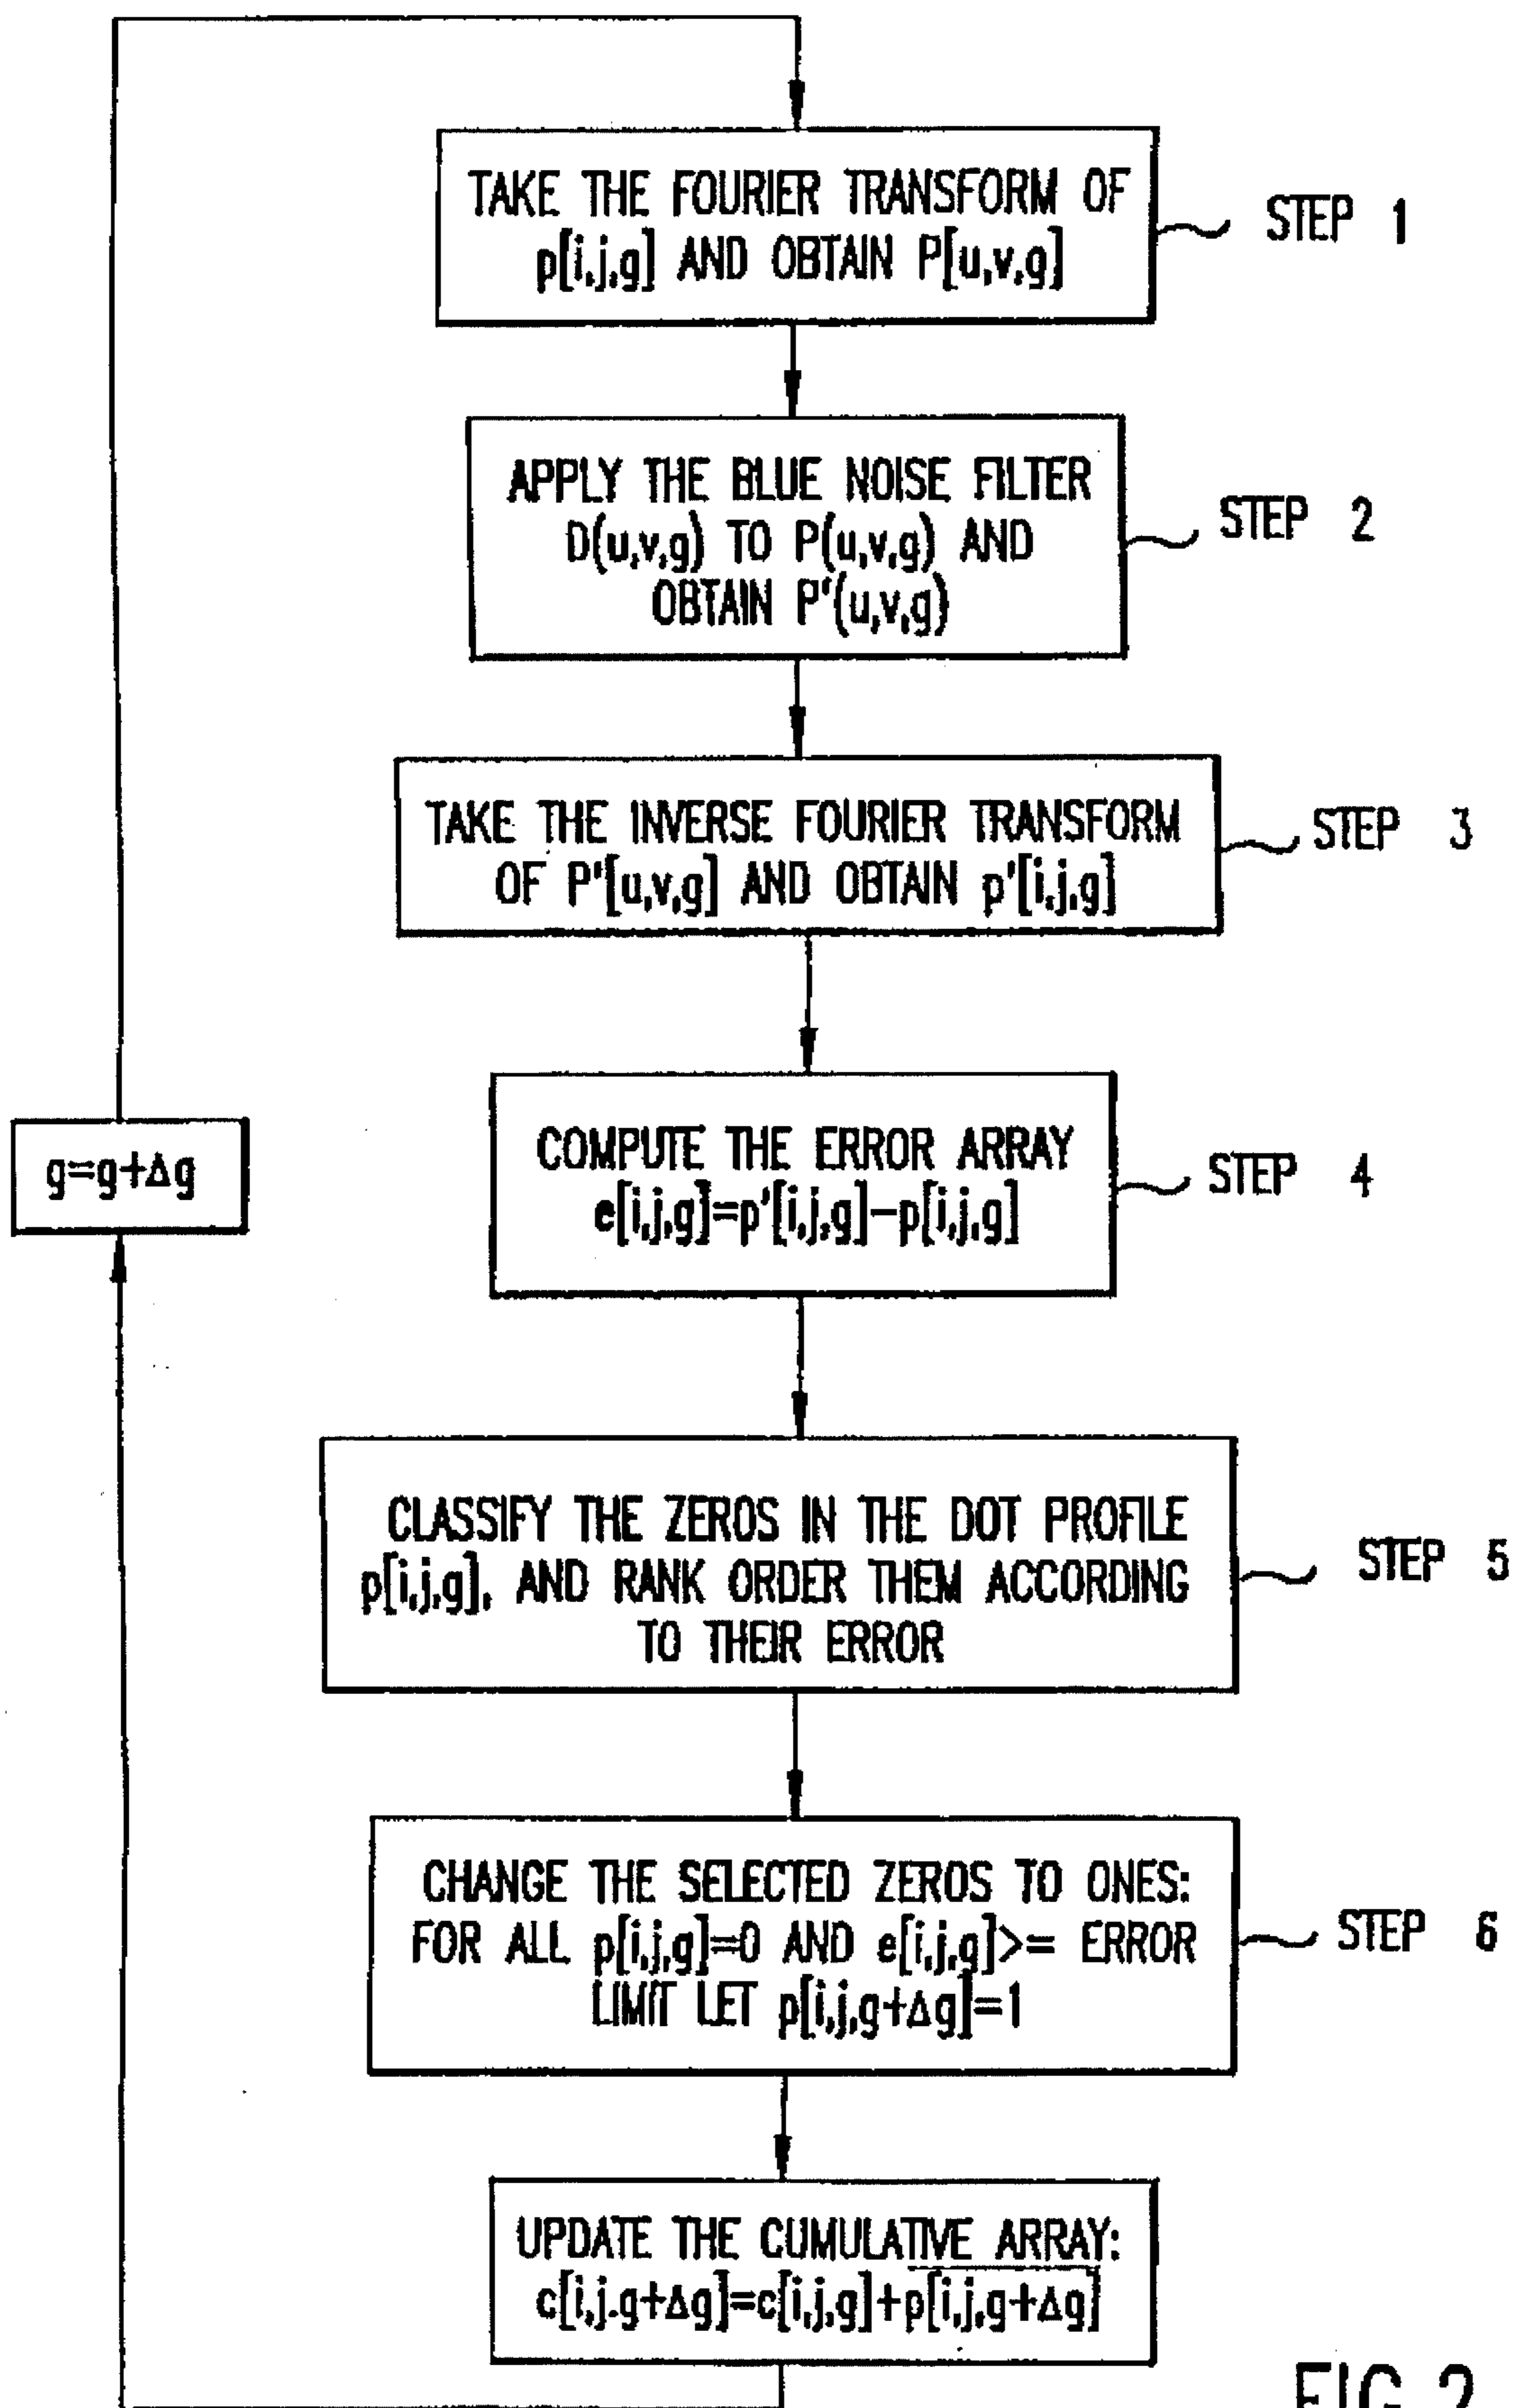 TAKE THE FOURIER TRANSFORM OF
p[i,j,g] AND OBTAIN P[u,v,g]
STEP 1
APPLY THE BLUE NOISE FILTER
D(u,v,g) TO P(u,v,g) AND
OBTAIN P'(u,v,g)
STEP 2
TAKE THE INVERSE FOURIER TRANSFORM
OF P'[u,v,g] AND OBTAIN p'[i,j,g]
STEP 3
COMPUTE THE ERROR ARRAY
e[i,j,g]=p'[i,j,g]-p[i,j,g]
STEP 4
g=g+Δg
CLASSIFY THE ZEROS IN THE DOT PROFILE
p[i,j,g], AND RANK ORDER THEM ACCORDING
TO THEIR ERROR
STEP 5
CHANGE THE SELECTED ZEROS TO ONES:
FOR ALL p[i,j,g]=0 AND e[i,j,g]>= ERROR
LIMIT LET p[i,j,g+Δg]=1
STEP 6
UPDATE THE CUMULATIVE ARRAY:
c[i,j.g+Δg]=c[i,j,g]+p[i,j,g+Δg]
FIG.2